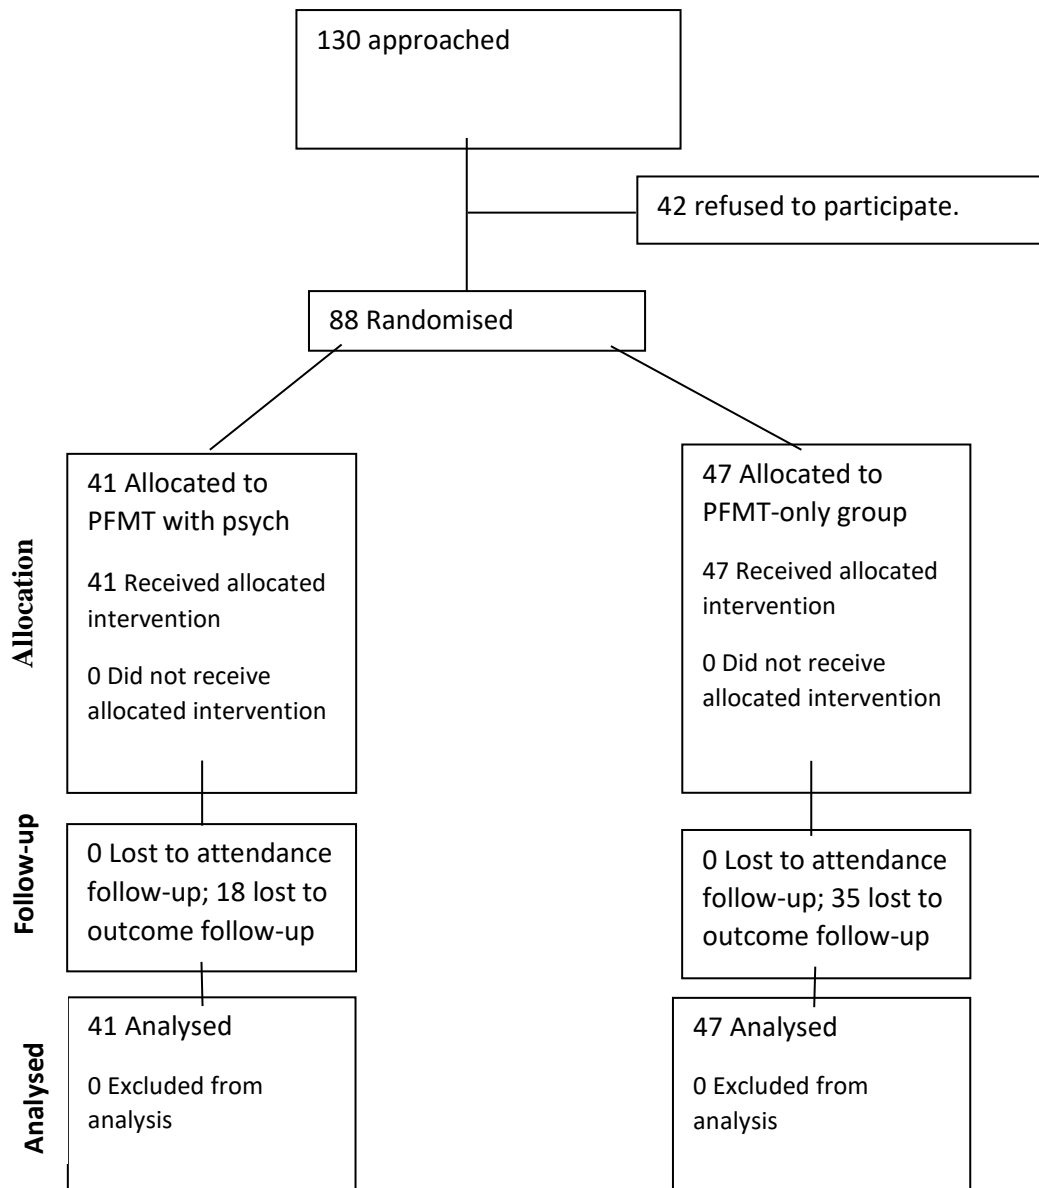 130 approached
42 refused to participate.
88 Randomised
Allocation
41 Allocated to
PFMT with psych
41 Received allocated
intervention
0 Did not receive
allocated intervention
47 Allocated to
PFMT-only group
47 Received allocated
intervention
0 Did not receive
allocated intervention
Follow-up
0 Lost to attendance
follow-up; 18 lost to
outcome follow-up
0 Lost to attendance
follow-up; 35 lost to
outcome follow-up
Analysed
41 Analysed
0 Excluded from
analysis
47 Analysed
0 Excluded from
analysis